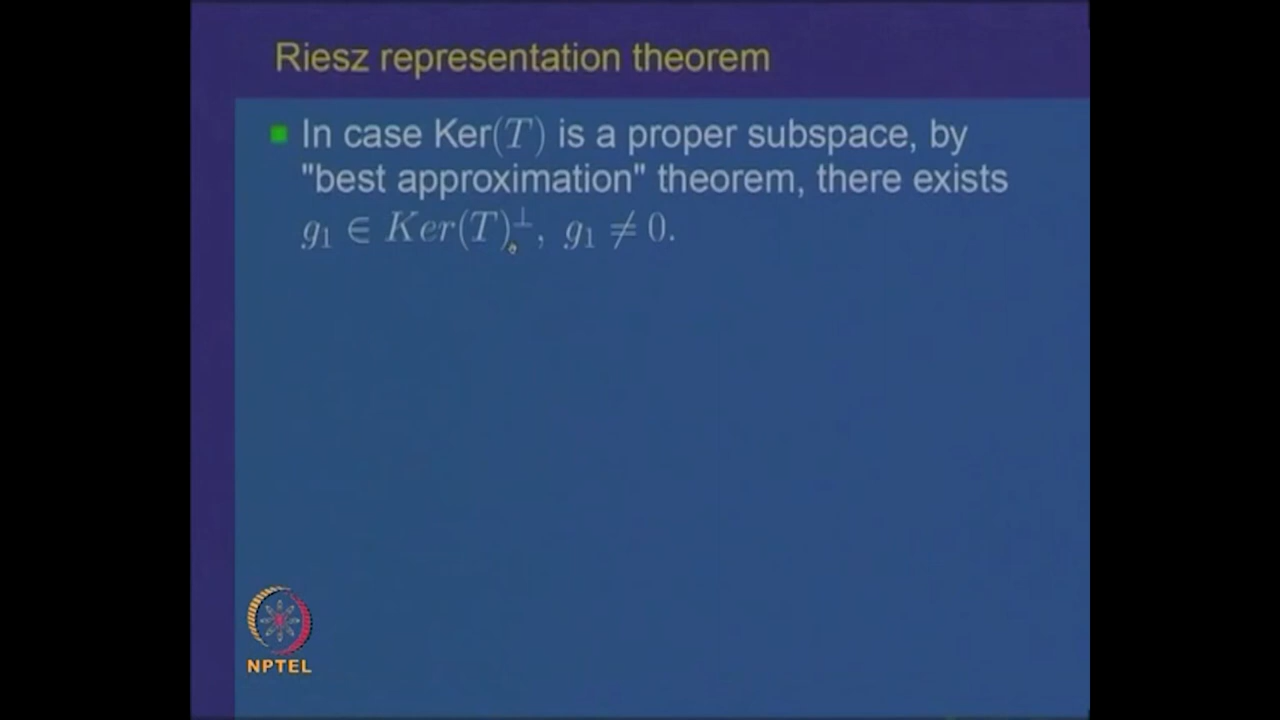 Riesz representation theorem
In case Ker(T) is a proper subspace, by
"best approximation" theorem, there exists
g₁ ∈ Ker(T)⊥, g₁ ≠ 0.
NPTEL